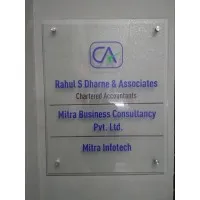 CA
Rahul S Dharne & Associates
Chartered Accountants
Mitra Business Consultancy
Pvt. Ltd.
Mitra Infotech